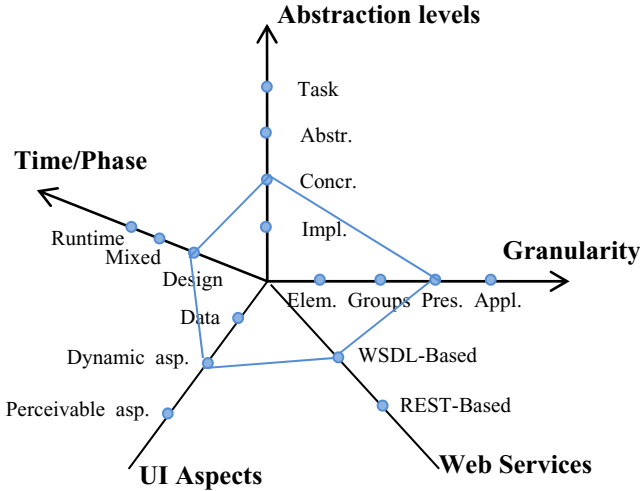 Abstraction levels
Task
Abstr.
Time/Phase
Concr.
Runtime
Impl.
Mixed
Granularity
Design
Elem. Groups Pres. Appl.
Data
Dynamic asp.
WSDL-Based
Perceivable asp.
REST-Based
UI Aspects
Web Services